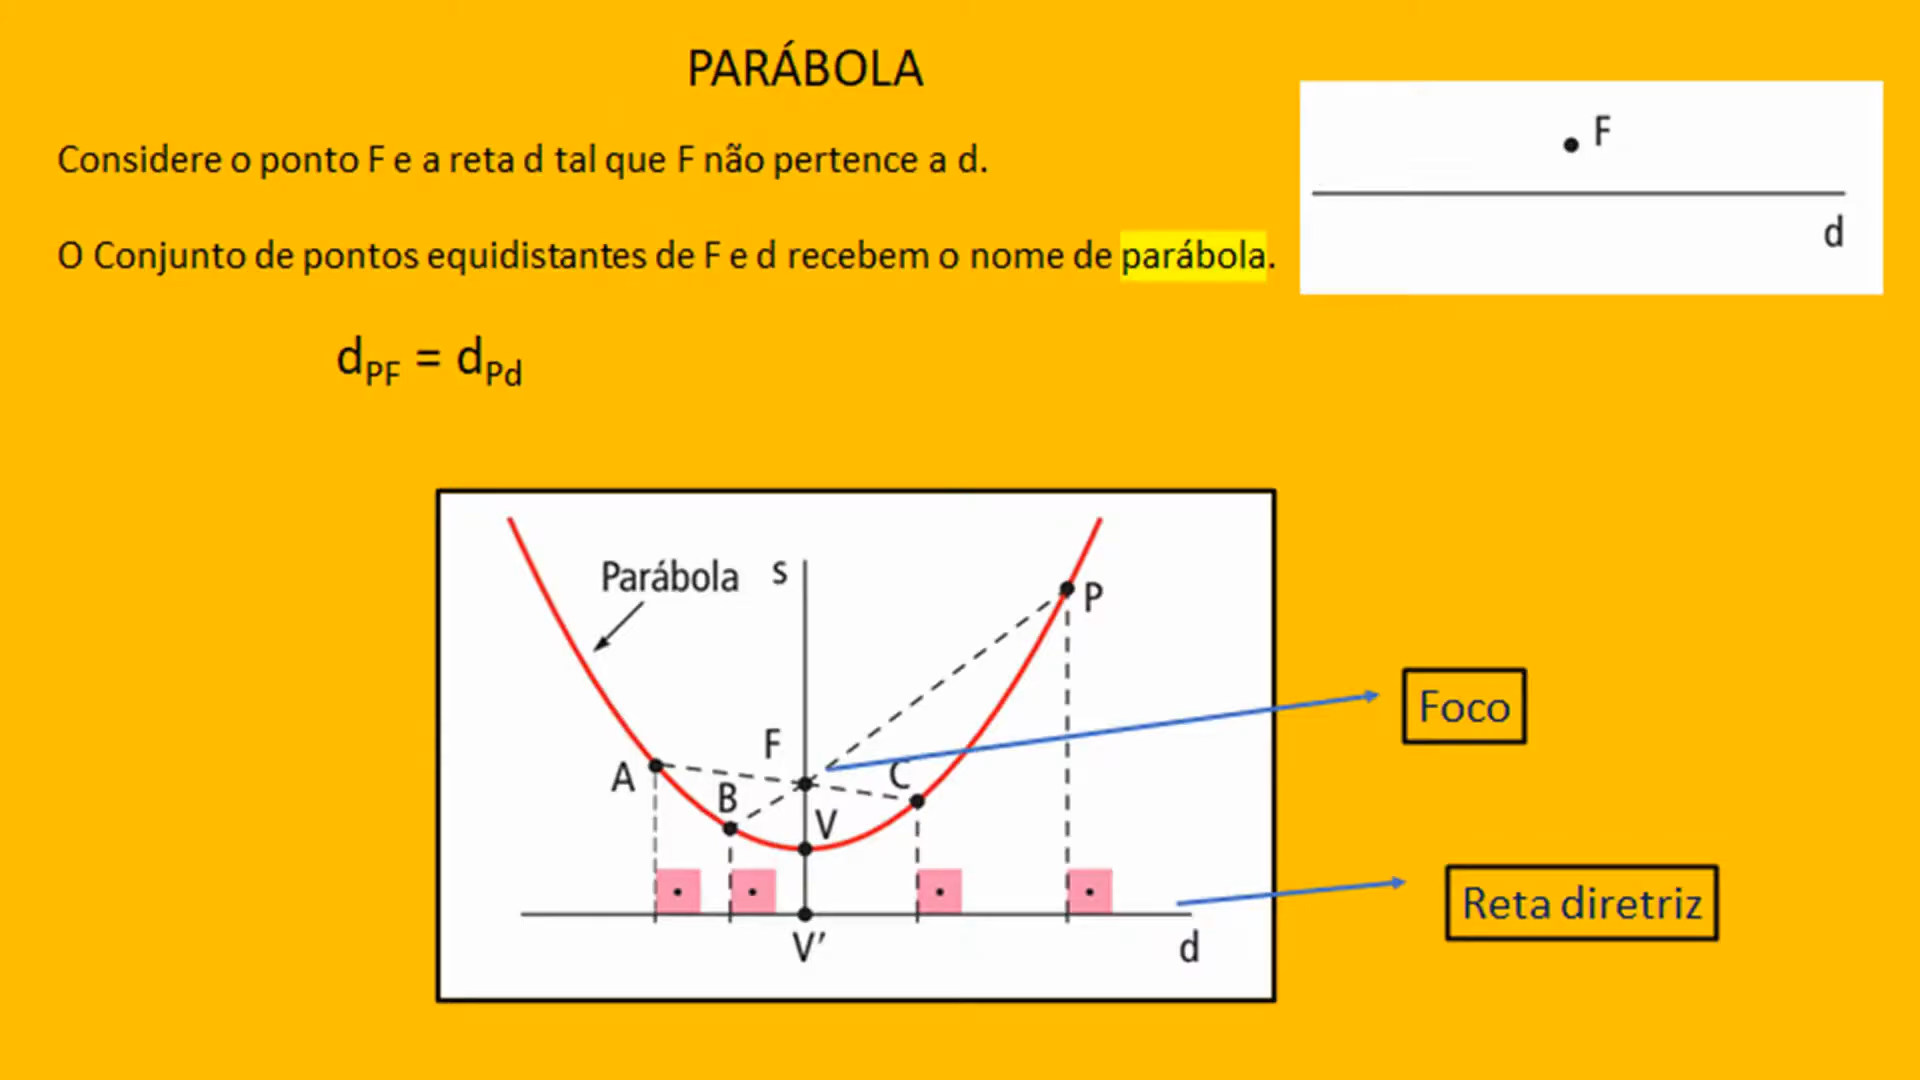 PARÁBOLA
Considere o ponto F e a reta d tal que F não pertence a d.
O Conjunto de pontos equidistantes de F e d recebem o nome de parábola.
F
d
dPF = dPd
Parábola
s
P
F
A
B
C
V
V′
d
Foco
Reta diretriz